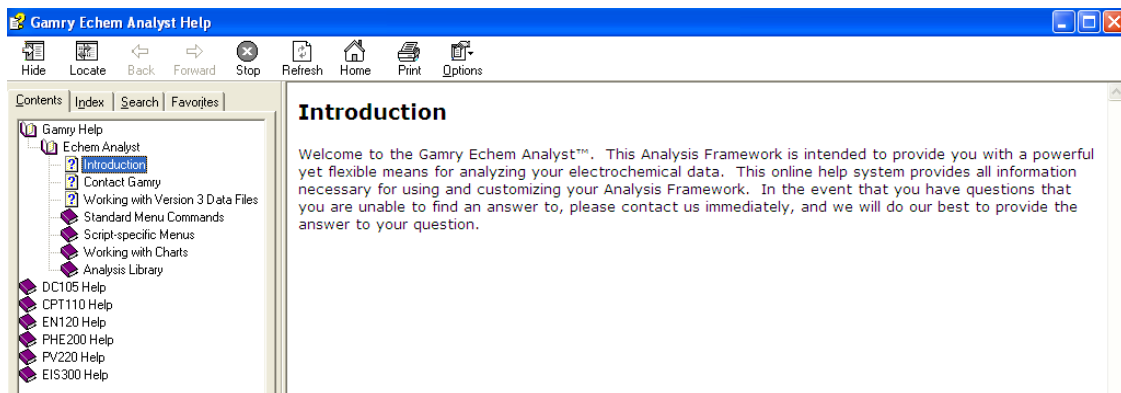 Gamry Echem Analyst Help
Hide Locate Back Forward Stop Refresh Home Print Options
Contents Index Search Favorites
Gamry Help
Echem Analyst
Introduction
Contact Gamry
Working with Version 3 Data Files
Standard Menu Commands
Script-specific Menus
Working with Charts
Analysis Library
DC105 Help
CPT110 Help
EN120 Help
PHE200 Help
PV220 Help
EIS300 Help
Introduction
Welcome to the Gamry Echem Analyst™. This Analysis Framework is intended to provide you with a powerful
yet flexible means for analyzing your electrochemical data. This online help system provides all information
necessary for using and customizing your Analysis Framework. In the event that you have questions that
you are unable to find an answer to, please contact us immediately, and we will do our best to provide the
answer to your question.